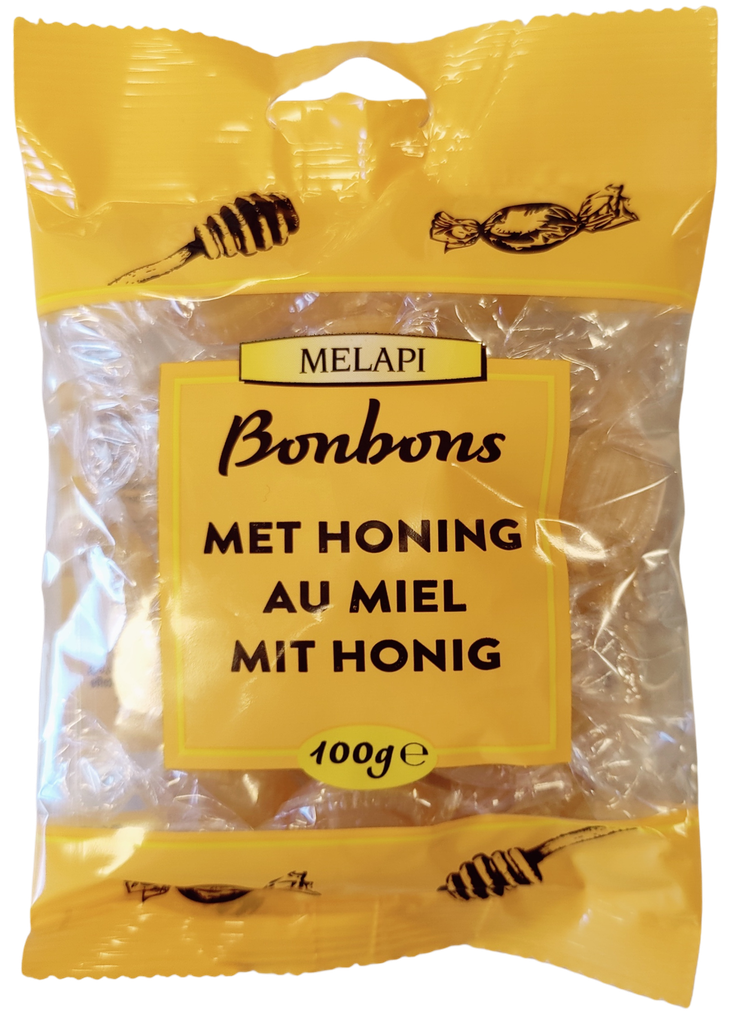 MELAPI
Bonbons
MET HONING
AU MIEL
MIT HONIG
100g ℮